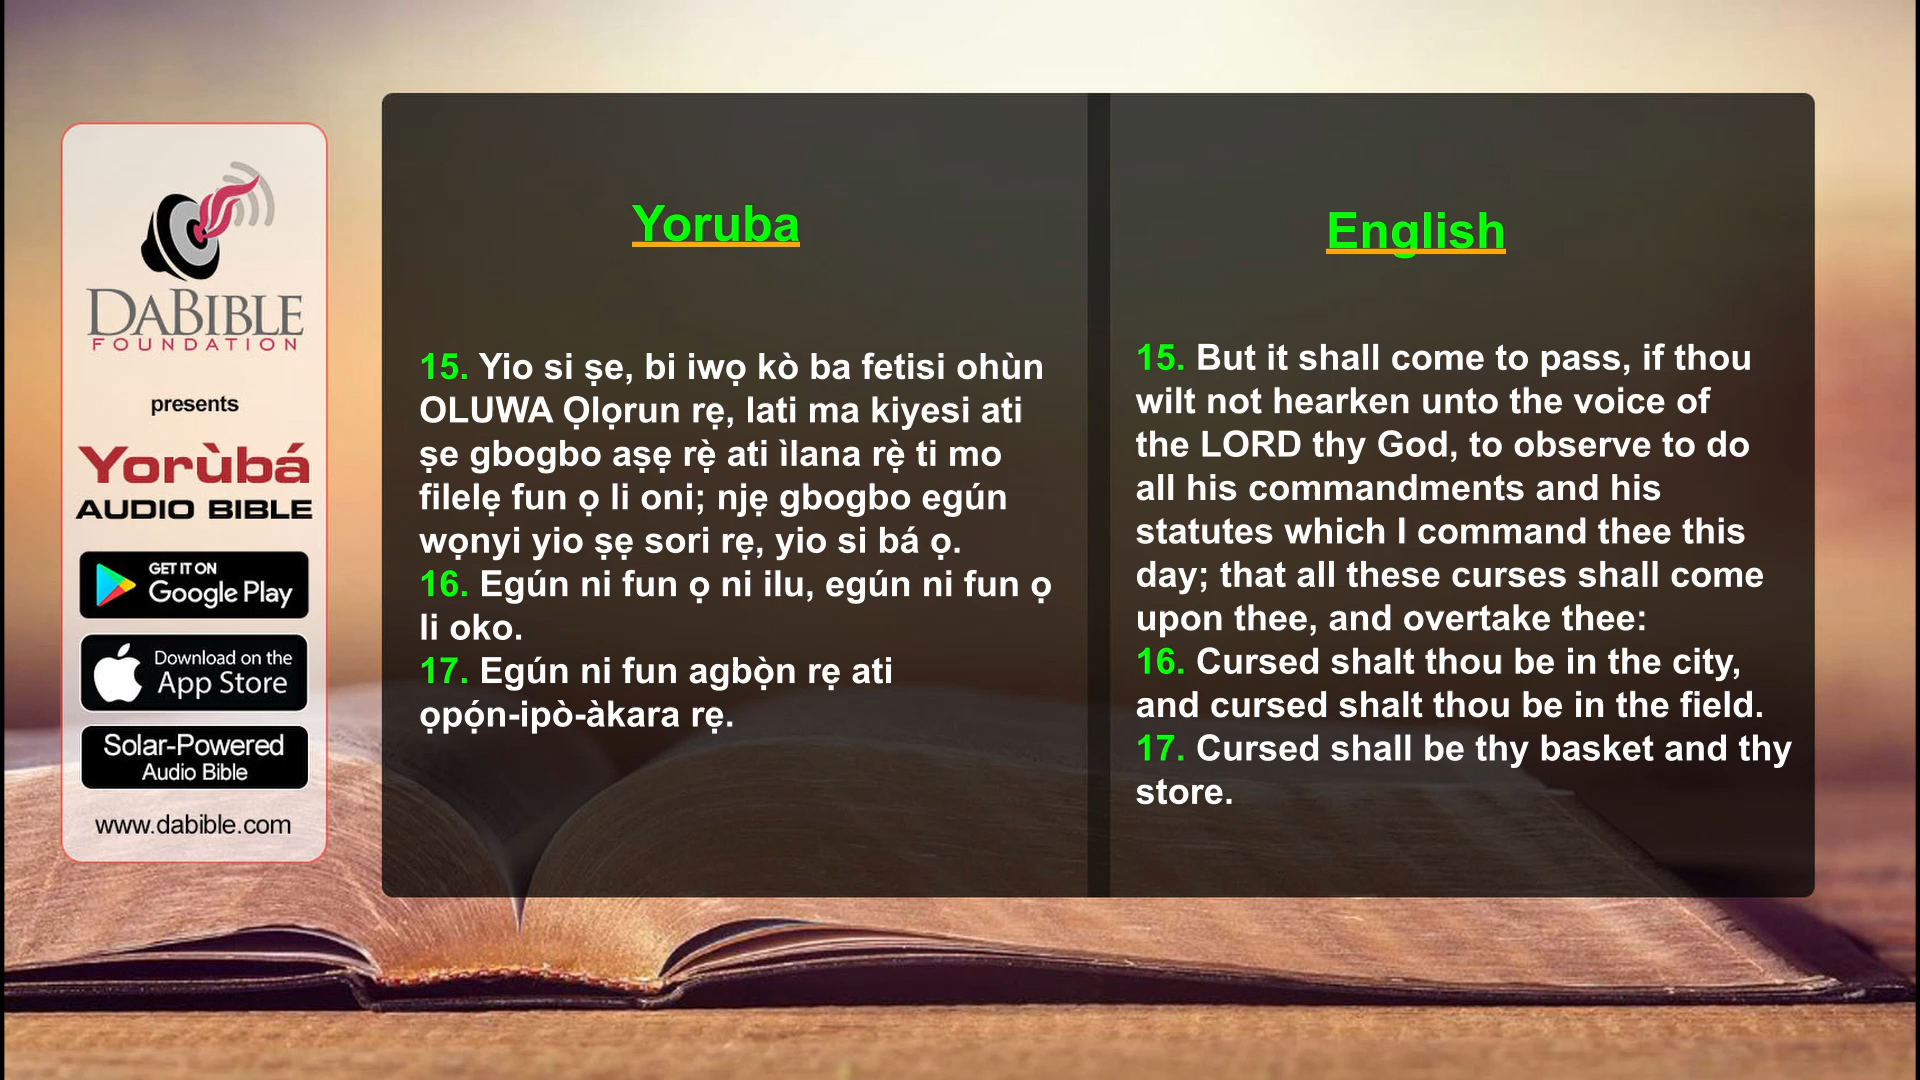 DABIBLE
FOUNDATION
presents
Yorùbá
AUDIO BIBLE
GET IT ON
Google Play
Download on the
App Store
Solar-Powered
Audio Bible
www.dabible.com
Yoruba
15. Yio si ṣe, bi iwọ kò ba fetisi ohùn
OLUWA Ọlọrun rẹ, lati ma kiyesi ati
ṣe gbogbo aṣẹ rẹ̀ ati ìlana rẹ̀ ti mo
filelẹ fun ọ li oni; njẹ gbogbo egún
wọnyi yio ṣẹ sori rẹ, yio si bá ọ.
16. Egún ni fun ọ ni ilu, egún ni fun ọ
li oko.
17. Egún ni fun agbọ̀n rẹ ati
ọpọ́n-ipò-àkara rẹ.
English
15. But it shall come to pass, if thou
wilt not hearken unto the voice of
the LORD thy God, to observe to do
all his commandments and his
statutes which I command thee this
day; that all these curses shall come
upon thee, and overtake thee:
16. Cursed shalt thou be in the city,
and cursed shalt thou be in the field.
17. Cursed shall be thy basket and thy
store.